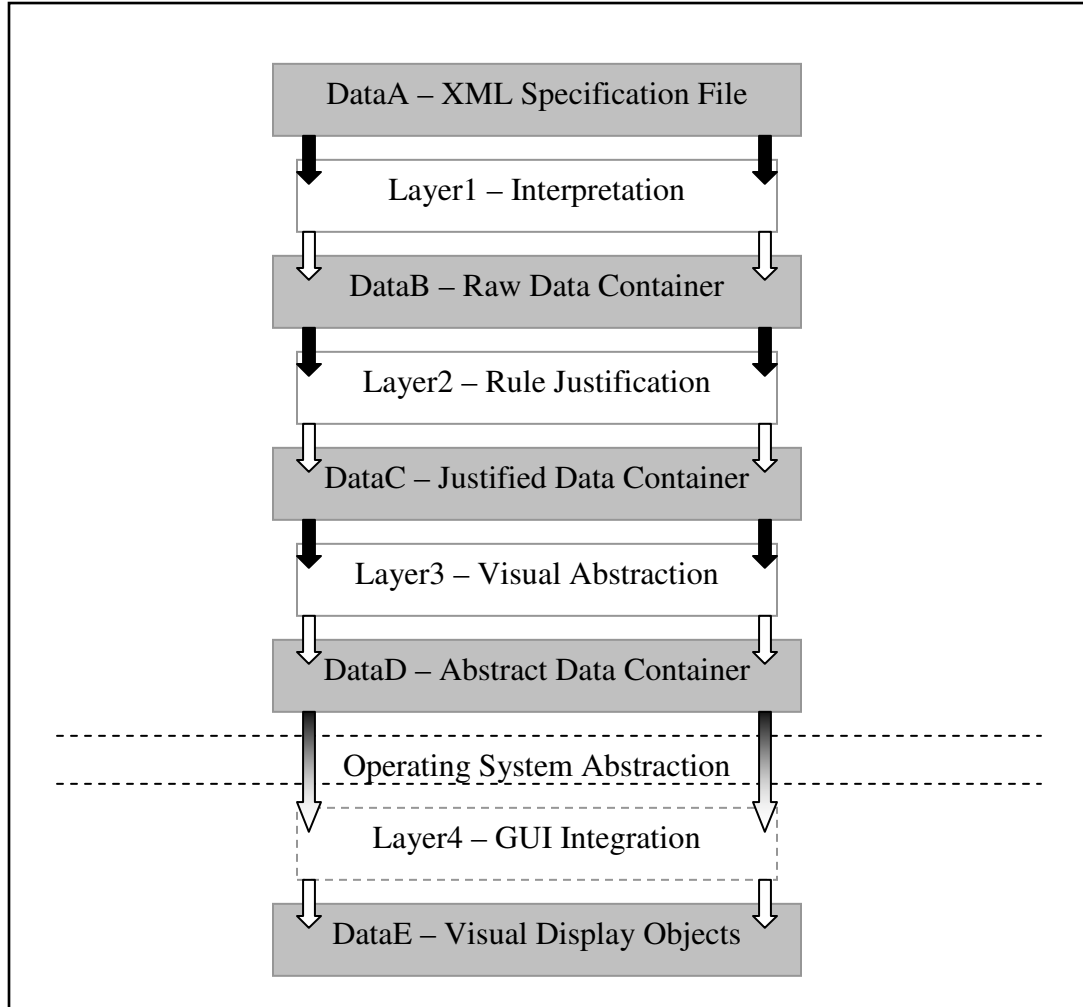 DataA – XML Specification File
Layer1 – Interpretation
DataB – Raw Data Container
Layer2 – Rule Justification
DataC – Justified Data Container
Layer3 – Visual Abstraction
DataD – Abstract Data Container
Operating System Abstraction
Layer4 – GUI Integration
DataE – Visual Display Objects